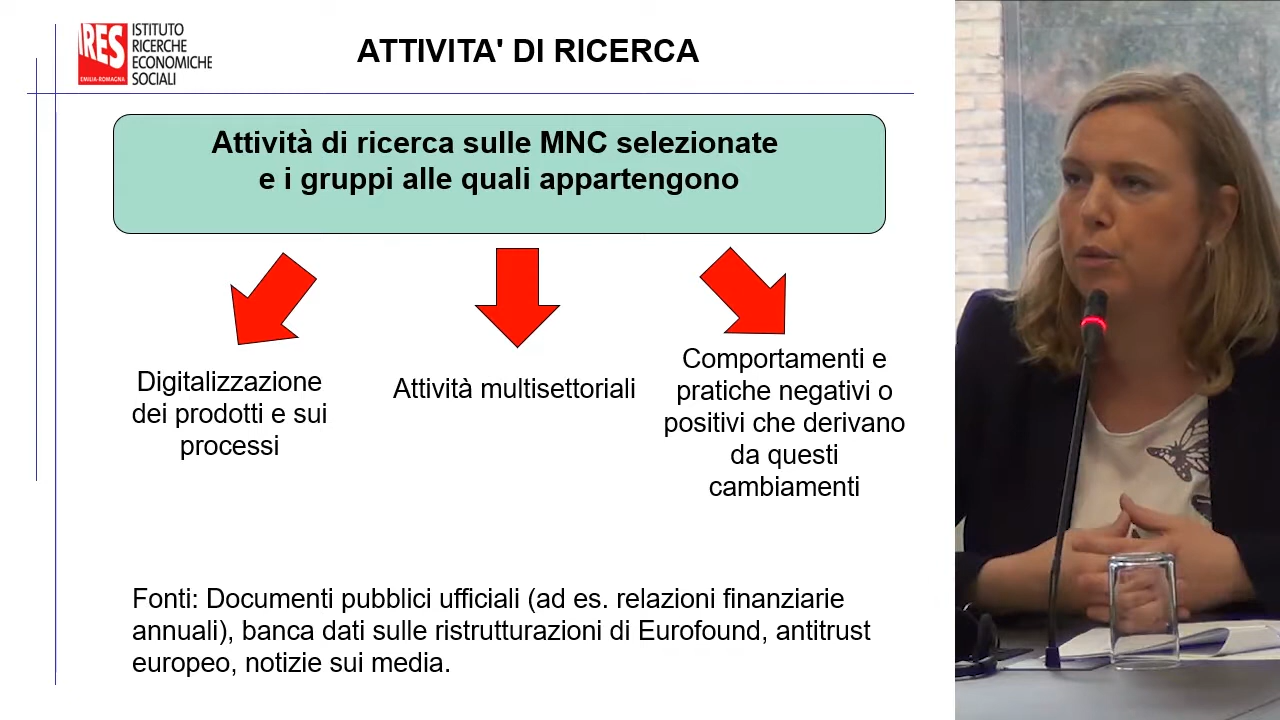 IRES
EMILIA-ROMAGNA
ISTITUTO
RICERCHE
ECONOMICHE
SOCIALI
ATTIVITA' DI RICERCA
Attività di ricerca sulle MNC selezionate
e i gruppi alle quali appartengono
Digitalizzazione
dei prodotti e sui
processi
Attività multisettoriali
Comportamenti e
pratiche negativi o
positivi che derivano
da questi
cambiamenti
Fonti: Documenti pubblici ufficiali (ad es. relazioni finanziarie
annuali), banca dati sulle ristrutturazioni di Eurofound, antitrust
europeo, notizie sui media.